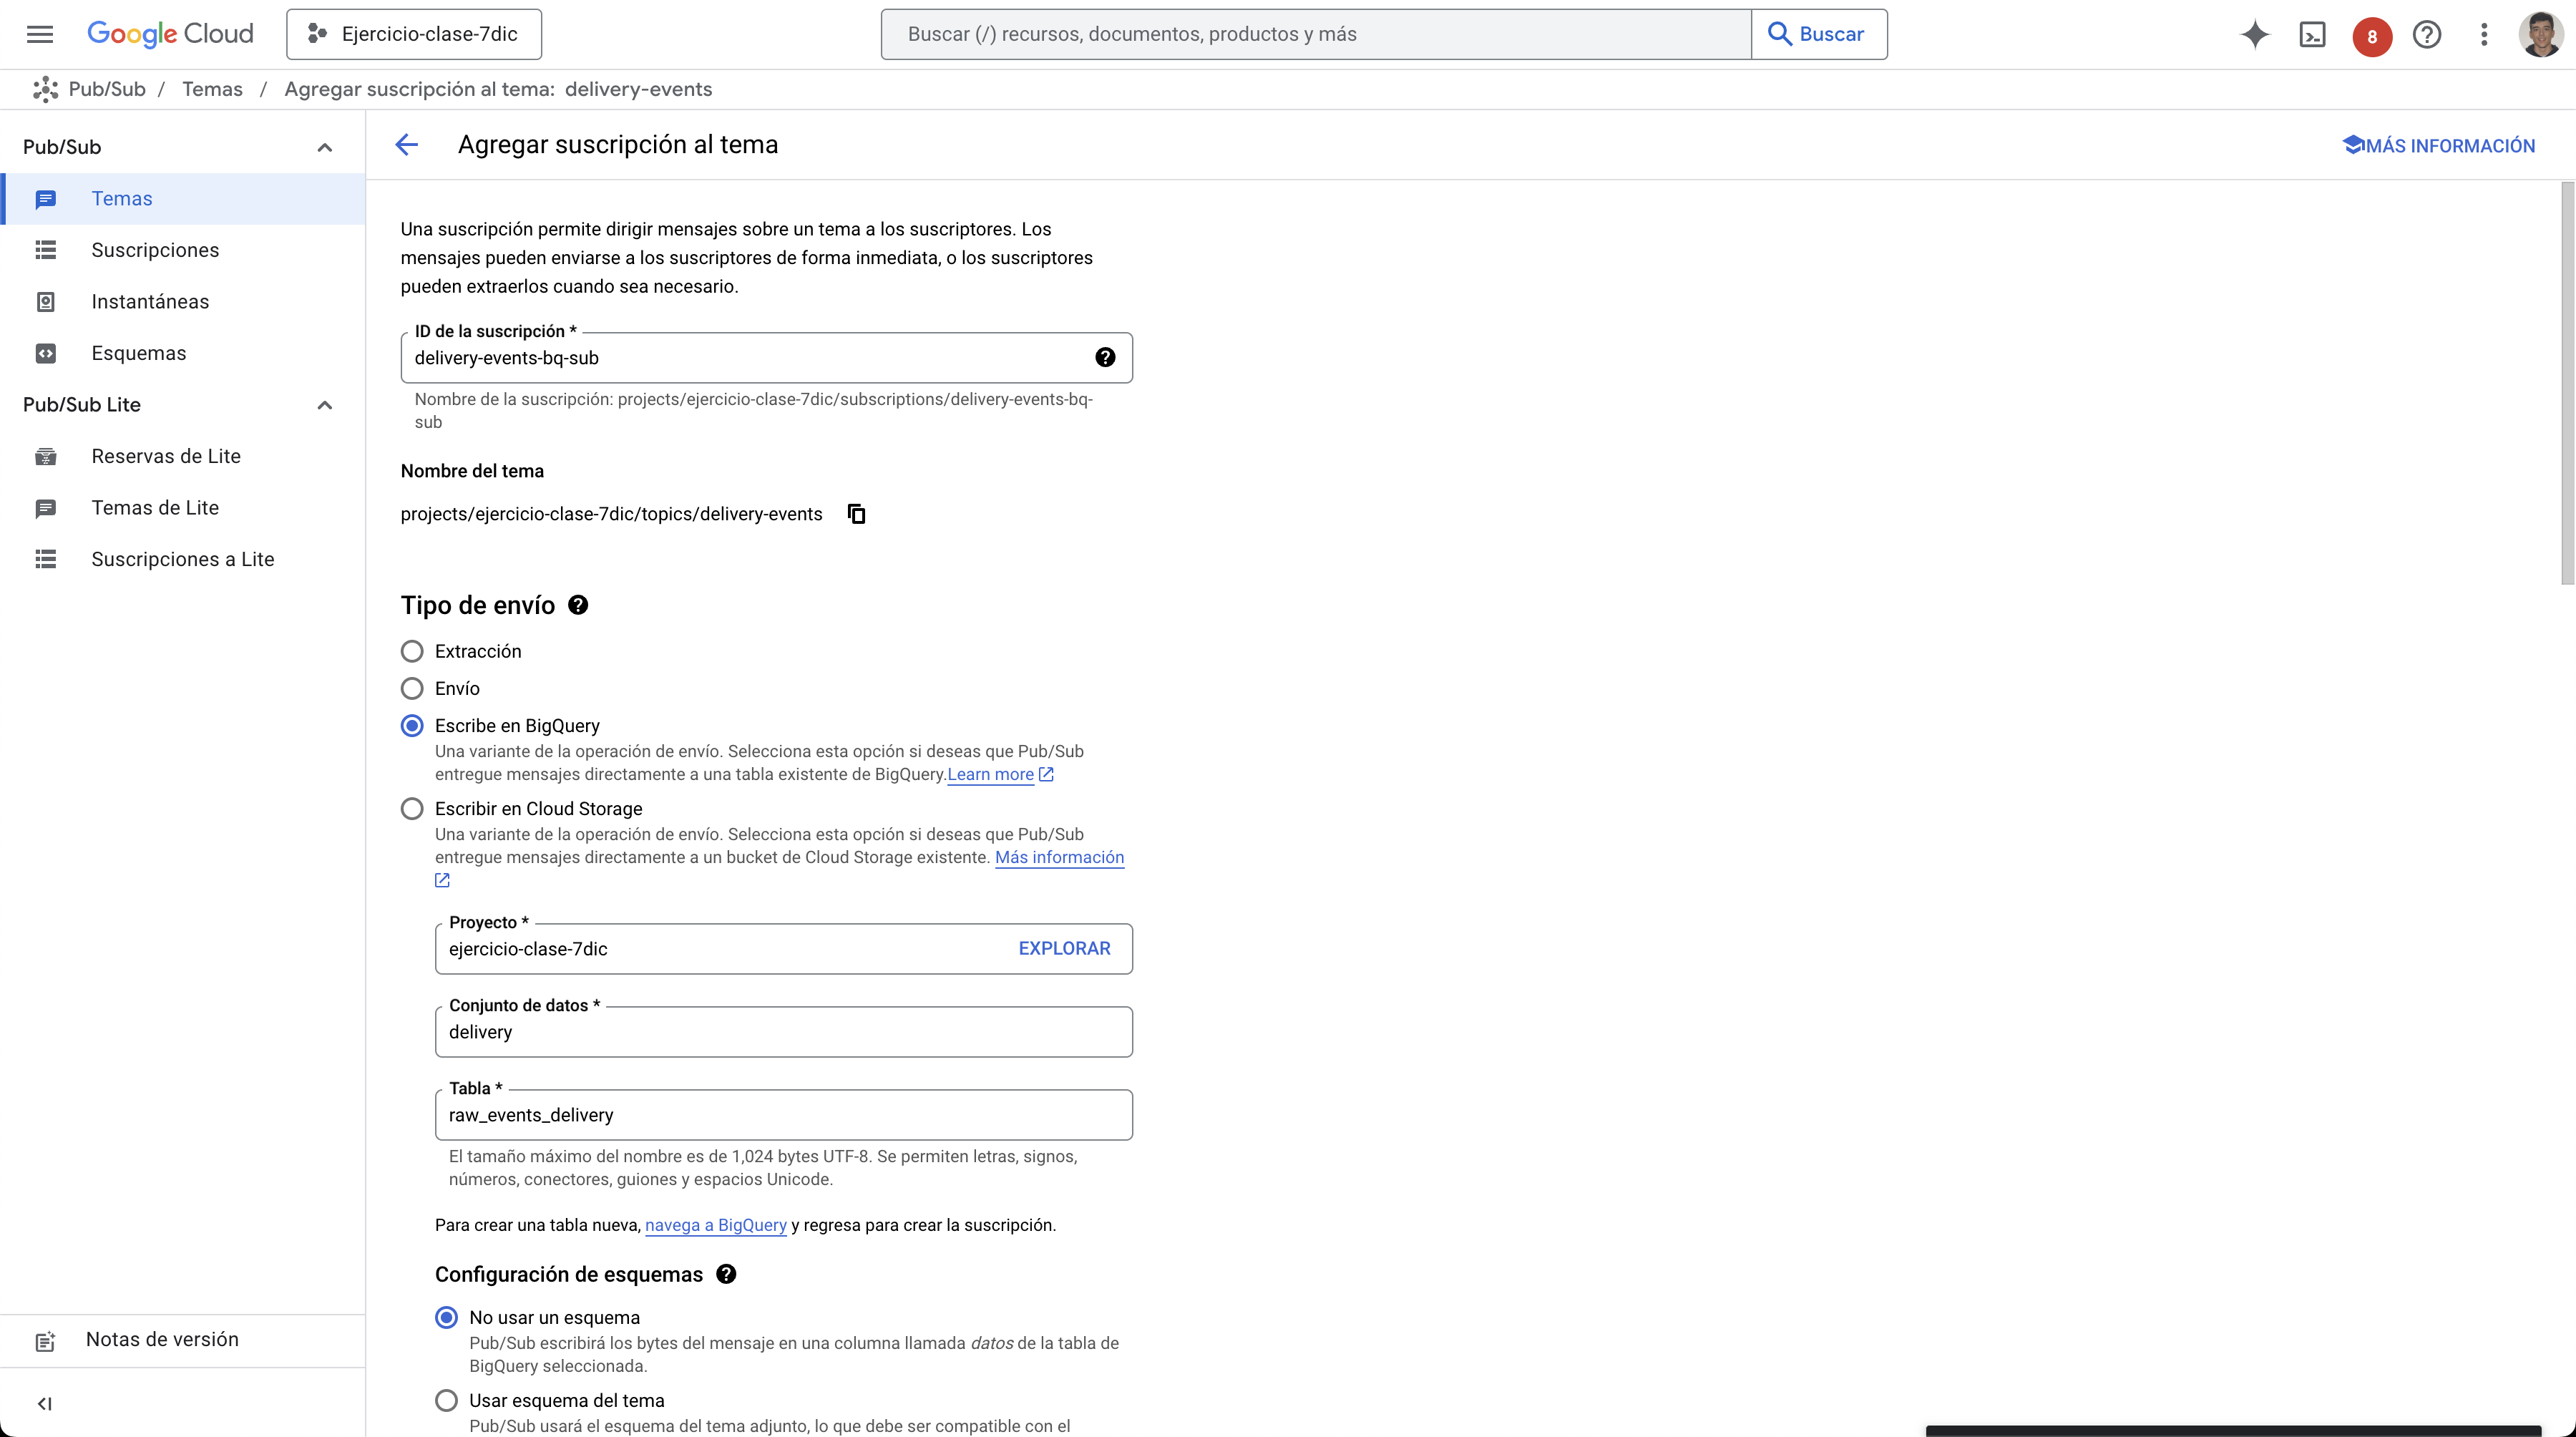 Google Cloud
Ejercicio-clase-7dic
Buscar (/) recursos, documentos, productos y más
Buscar
8
Pub/Sub / Temas / Agregar suscripción al tema: delivery-events
Pub/Sub
Temas
Suscripciones
Instantáneas
Esquemas
Pub/Sub Lite
Reservas de Lite
Temas de Lite
Suscripciones a Lite
Notas de versión
Agregar suscripción al tema
MÁS INFORMACIÓN
Una suscripción permite dirigir mensajes sobre un tema a los suscriptores. Los
mensajes pueden enviarse a los suscriptores de forma inmediata, o los suscriptores
pueden extraerlos cuando sea necesario.
ID de la suscripción *
delivery-events-bq-sub
Nombre de la suscripción: projects/ejercicio-clase-7dic/subscriptions/delivery-events-bq-
sub
Nombre del tema
projects/ejercicio-clase-7dic/topics/delivery-events
Tipo de envío
Extracción
Envío
Escribe en BigQuery
Una variante de la operación de envío. Selecciona esta opción si deseas que Pub/Sub
entregue mensajes directamente a una tabla existente de BigQuery.Learn more
Escribir en Cloud Storage
Una variante de la operación de envío. Selecciona esta opción si deseas que Pub/Sub
entregue mensajes directamente a un bucket de Cloud Storage existente. Más información
Proyecto *
ejercicio-clase-7dic
EXPLORAR
Conjunto de datos *
delivery
Tabla *
raw_events_delivery
El tamaño máximo del nombre es de 1,024 bytes UTF-8. Se permiten letras, signos,
números, conectores, guiones y espacios Unicode.
Para crear una tabla nueva, navega a BigQuery y regresa para crear la suscripción.
Configuración de esquemas
No usar un esquema
Pub/Sub escribirá los bytes del mensaje en una columna llamada datos de la tabla de
BigQuery seleccionada.
Usar esquema del tema
Pub/Sub usará el esquema del tema adjunto, lo que debe ser compatible con el